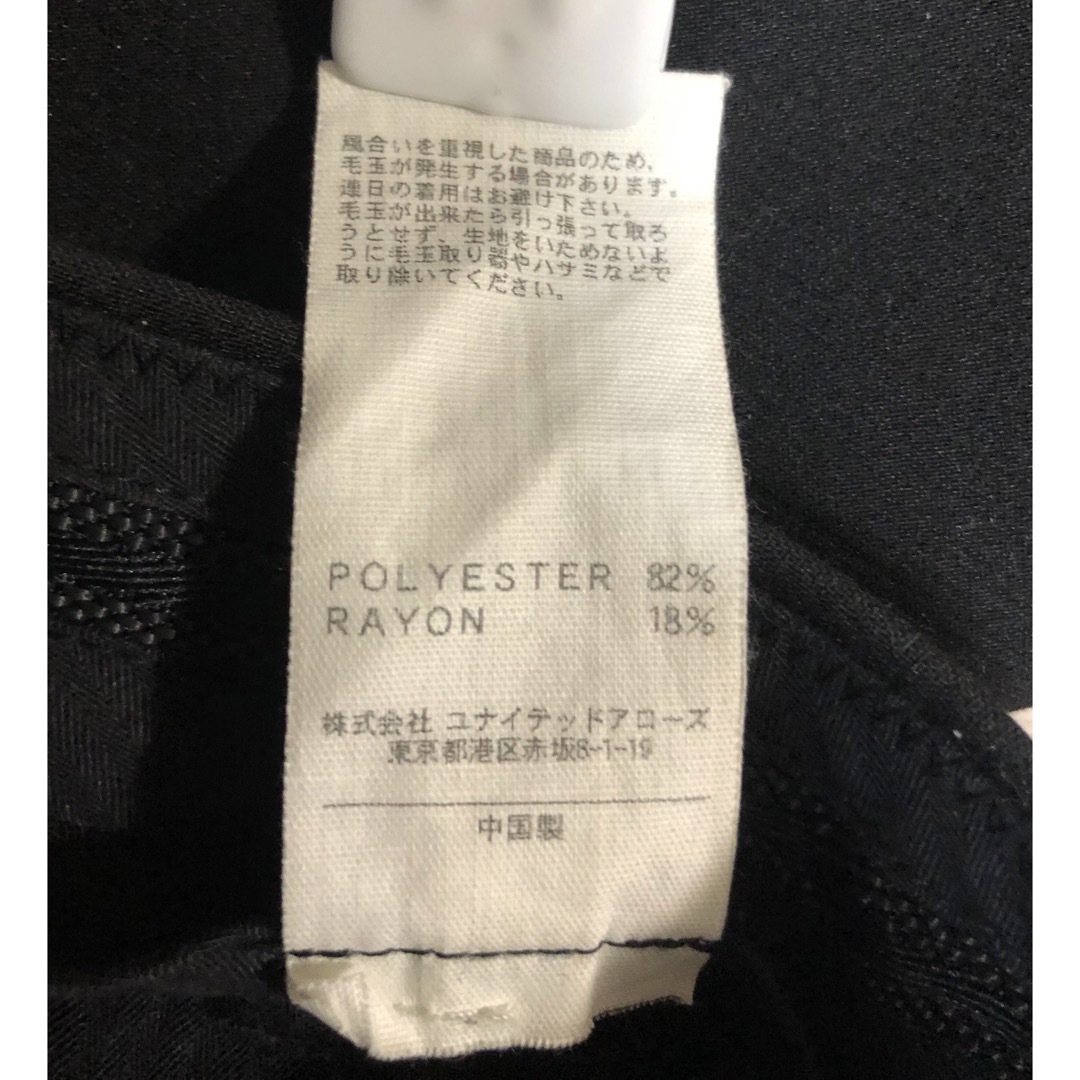 風合いを重視した商品のため、
毛玉が発生する場合があります。
連日の着用はお避け下さい。
毛玉が出来たら引っ張って取ろ
うとせず、生地をいためないよ
うに毛玉取り器やハサミなどで
取り除いてください。
POLYESTER 82%
RAYON 18%
株式会社 ユナイテッドアローズ
東京都港区赤坂8-1-19
中国製